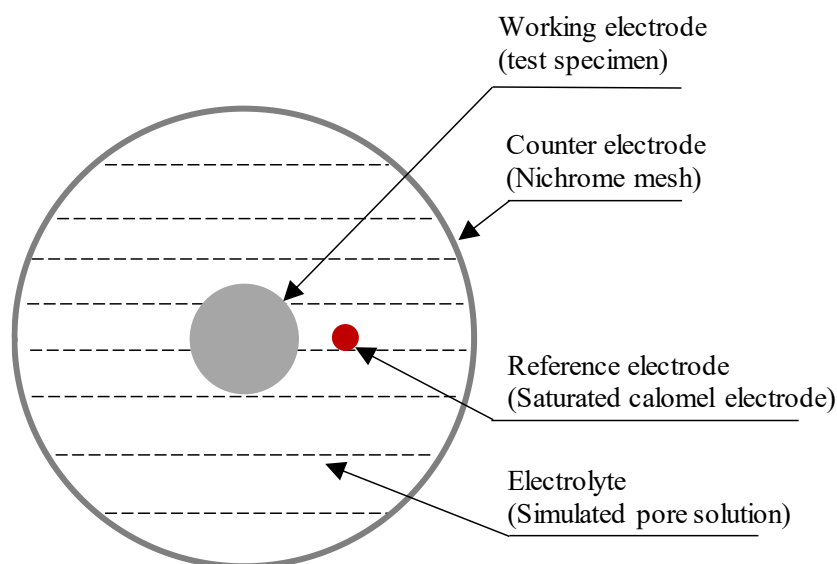 Working electrode
(test specimen)
Counter electrode
(Nichrome mesh)
Reference electrode
(Saturated calomel electrode)
Electrolyte
(Simulated pore solution)